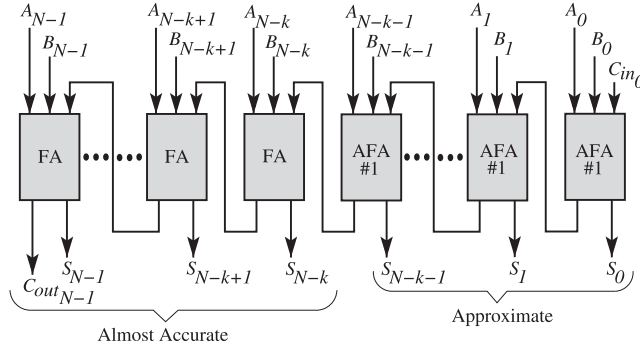 A_{N-1} A_{N-k+1} A_{N-k} A_{N-k-1} A_1 A_0
B_{N-1} B_{N-k+1} B_{N-k} B_{N-k-1} B_1 B_0
C_{in_0}
FA FA FA AFA #1 AFA #1 AFA #1
S_{N-1} S_{N-k+1} S_{N-k} S_{N-k-1} S_1 S_0
C_{out_{N-1}}
Almost Accurate
Approximate